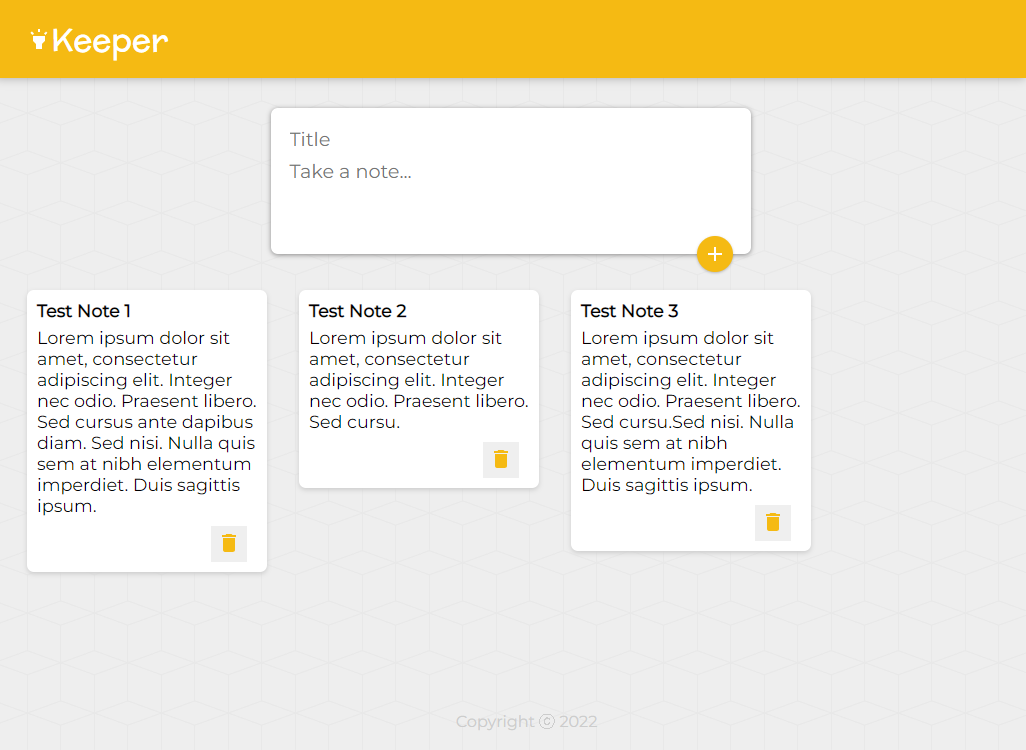 Keeper
Title
Take a note...
Test Note 1
Lorem ipsum dolor sit
amet, consectetur
adipiscing elit. Integer
nec odio. Praesent libero.
Sed cursus ante dapibus
diam. Sed nisi. Nulla quis
sem at nibh elementum
imperdiet. Duis sagittis
ipsum.
Test Note 2
Lorem ipsum dolor sit
amet, consectetur
adipiscing elit. Integer
nec odio. Praesent libero.
Sed cursu.
Test Note 3
Lorem ipsum dolor sit
amet, consectetur
adipiscing elit. Integer
nec odio. Praesent libero.
Sed cursu.Sed nisi. Nulla
quis sem at nibh
elementum imperdiet.
Duis sagittis ipsum.
Copyright ⓒ 2022